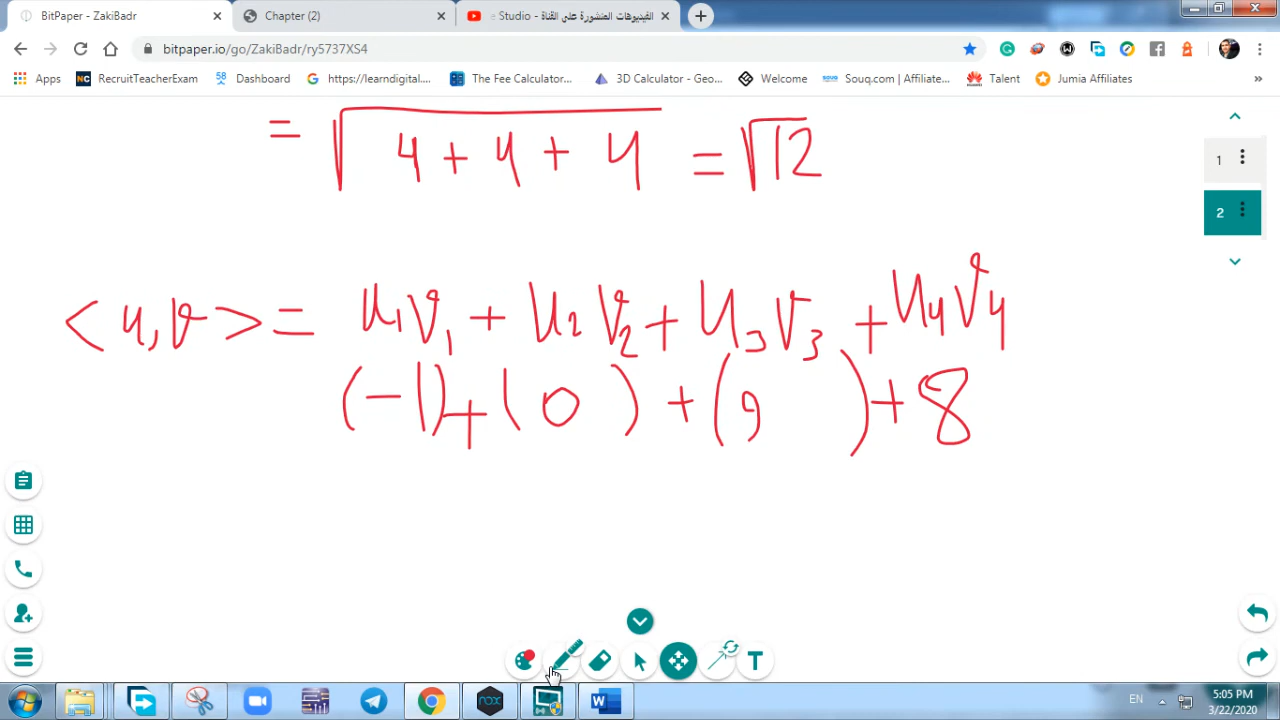 BitPaper - ZakiBadr
Chapter (2)
الفيديوهات المنشورة على القناة - Studio
bitpaper.io/go/ZakiBadr/ry5737XS4
Apps RecruitTeacherExam Dashboard https://learndigital.... The Fee Calculator... 3D Calculator - Geo... Welcome Souq.com | Affiliate... Talent Jumia Affiliates »
= √4 + 4 + 4 = √12
1
2
<u,v> = u1v1 + u2v2 + u3v3 + u4v4
(-1) + (0) + (9) + 8
T
EN
5:05 PM
3/22/2020